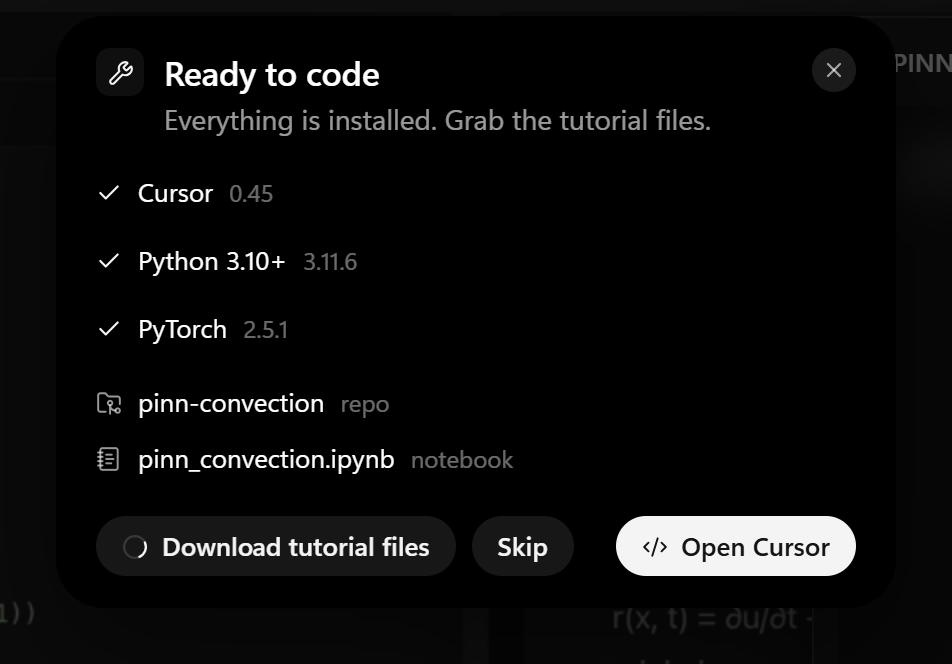 Ready to code
PINN
Everything is installed. Grab the tutorial files.
Cursor 0.45
Python 3.10+ 3.11.6
PyTorch 2.5.1
pinn-convection repo
pinn_convection.ipynb notebook
Download tutorial files
Skip
</> Open Cursor
1))
r(x, t) = ∂u/∂t